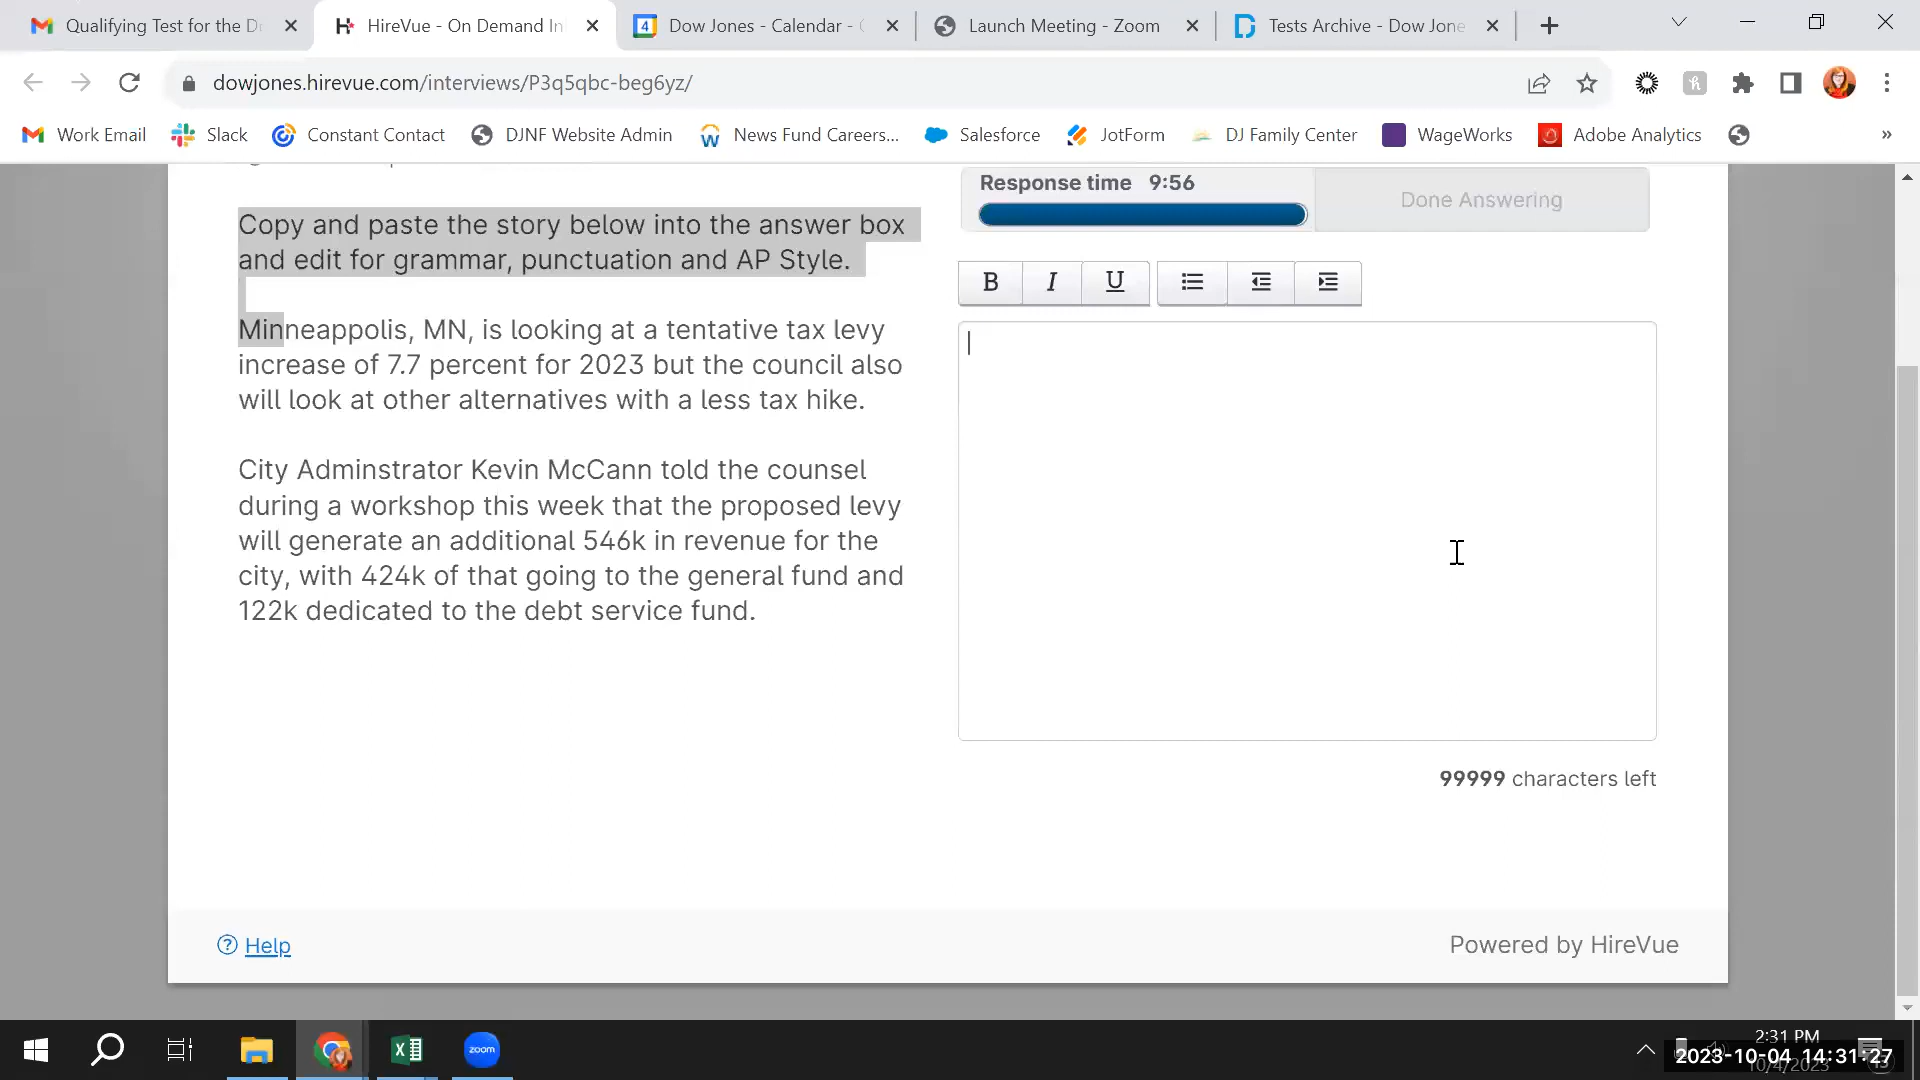 Qualifying Test for the D
HireVue - On Demand In
4
Dow Jones - Calendar -
Launch Meeting - Zoom
Tests Archive - Dow Jone
dowjones.hirevue.com/interviews/P3q5qbc-beg6yz/
Work Email
Slack
Constant Contact
DJNF Website Admin
News Fund Careers...
Salesforce
JotForm
DJ Family Center
WageWorks
Adobe Analytics
»
Response time 9:56
Done Answering
Copy and paste the story below into the answer box
and edit for grammar, punctuation and AP Style.
B I U
Minneappolis, MN, is looking at a tentative tax levy
increase of 7.7 percent for 2023 but the council also
will look at other alternatives with a less tax hike.
City Adminstrator Kevin McCann told the counsel
during a workshop this week that the proposed levy
will generate an additional 546k in revenue for the
city, with 424k of that going to the general fund and
122k dedicated to the debt service fund.
99999 characters left
? Help
Powered by HireVue
zoom
2:31 PM
2023-10-04 14:31:27
10/4/2023